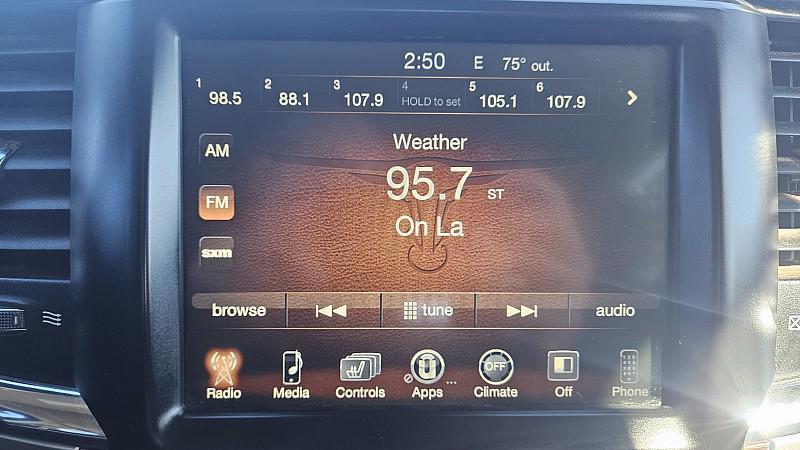 2:50 E 75° out.
1 98.5 2 88.1 3 107.9 4 HOLD to set 5 105.1 6 107.9
AM
Weather
FM
95.7 ST
On La
sxm
browse tune audio
OFF
Radio Media Controls Apps Climate Off Phone